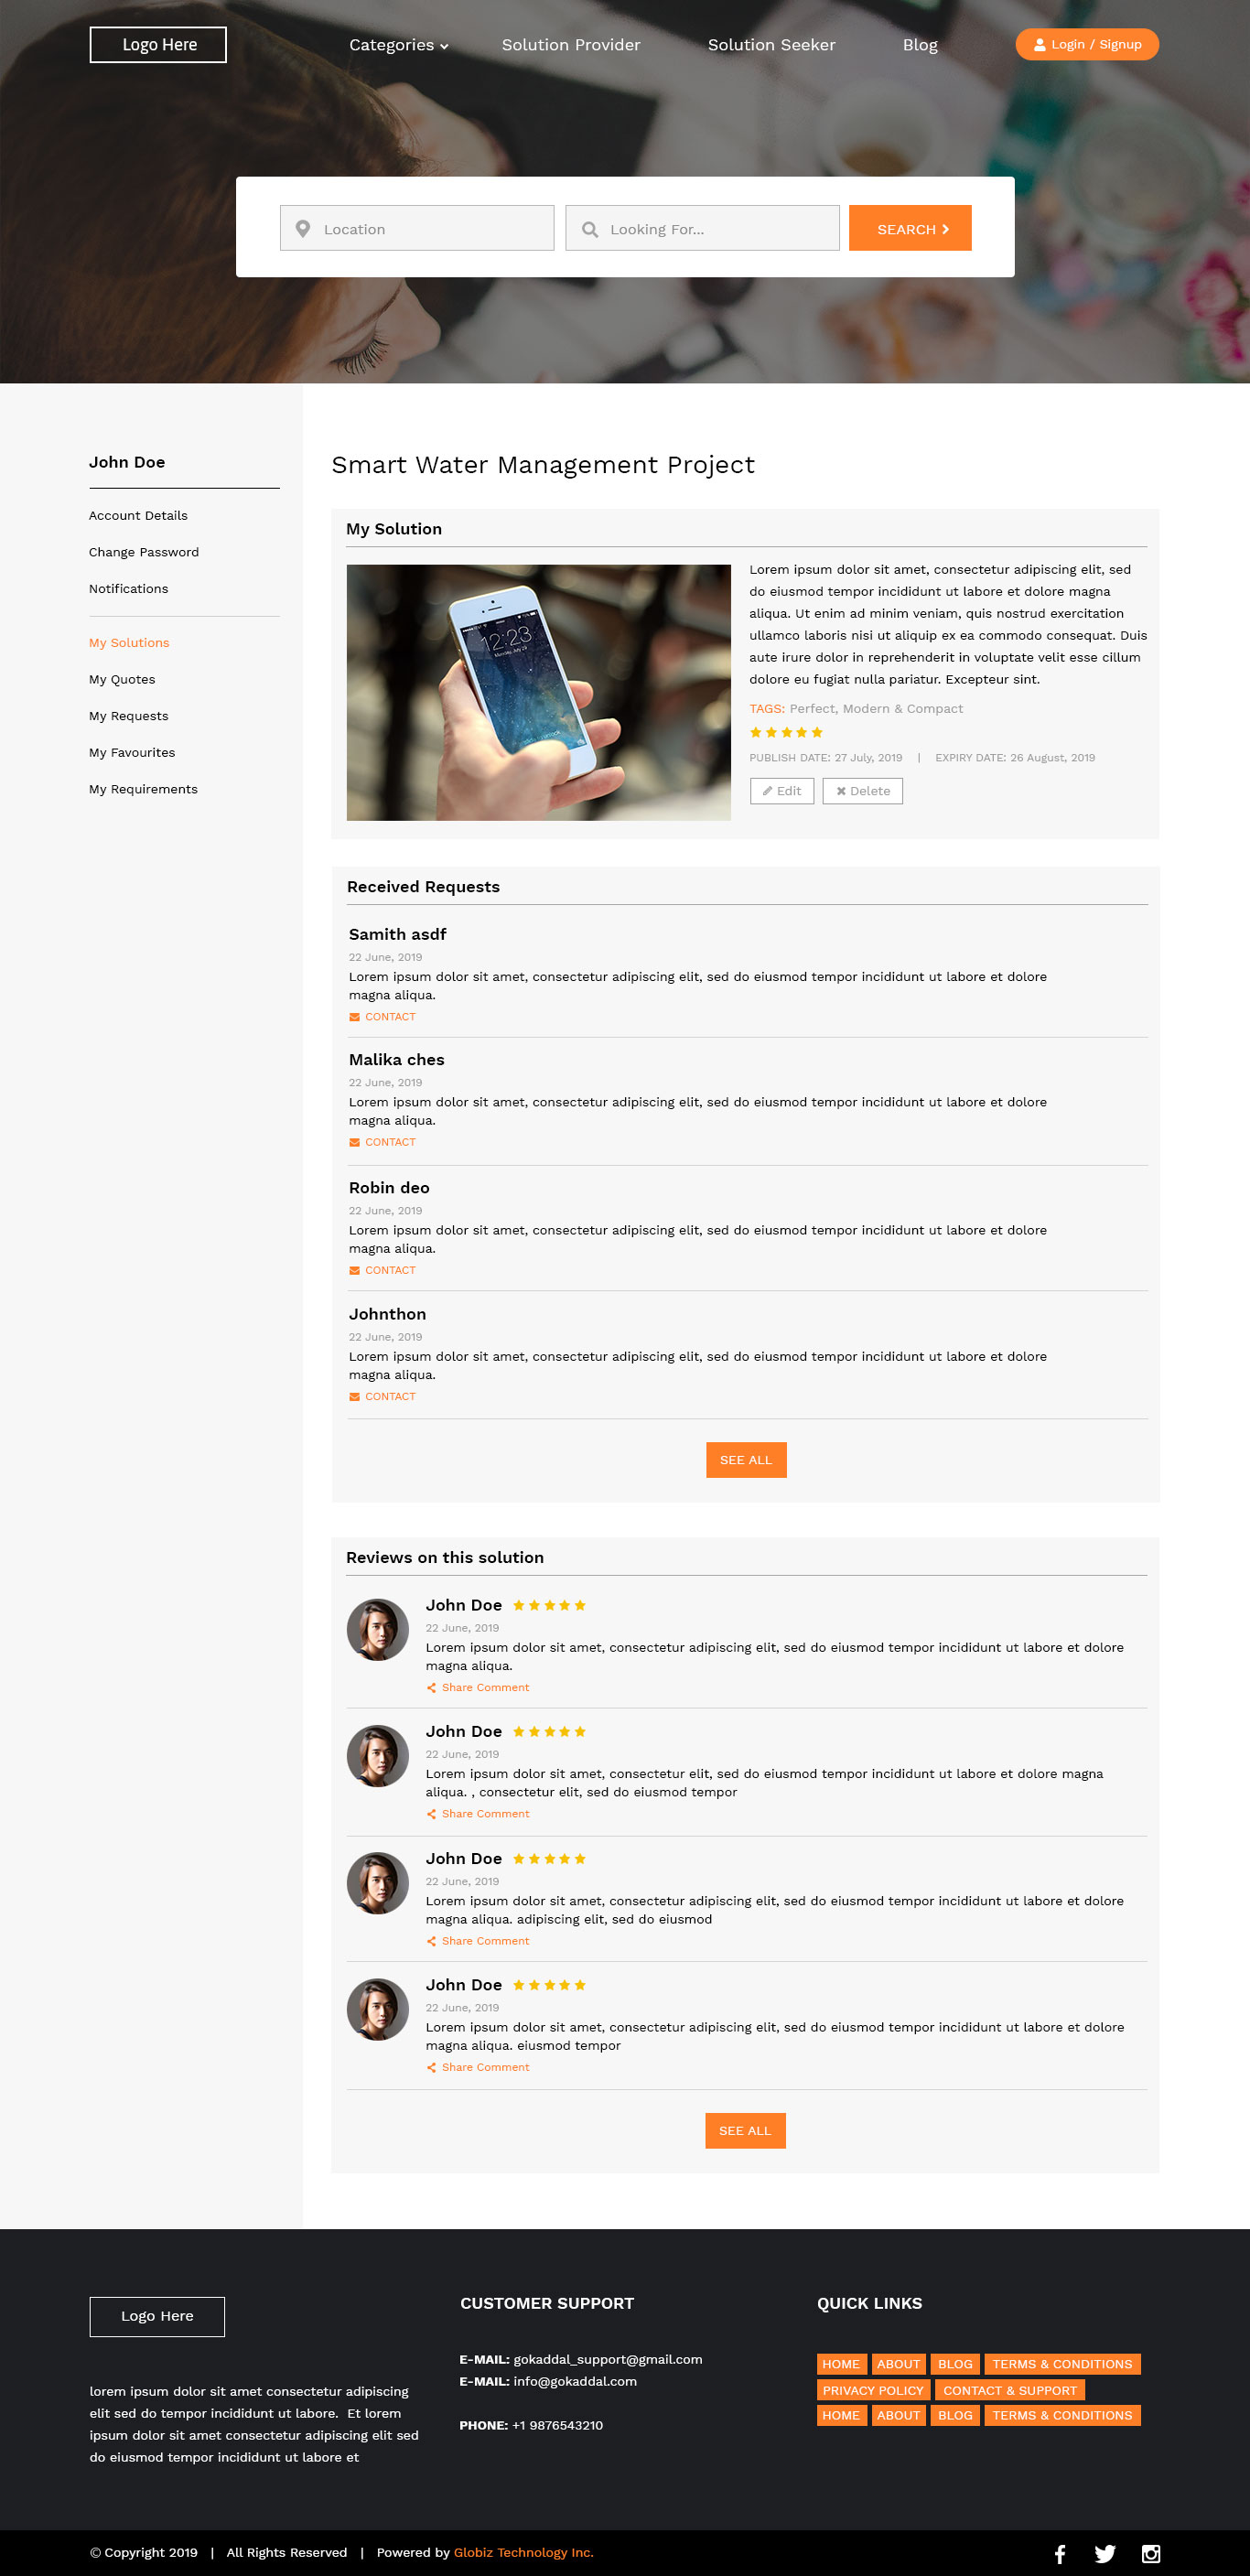 Logo Here
Categories
Solution Provider
Solution Seeker
Blog
Login / Signup
Location
Looking For...
SEARCH
John Doe
Account Details
Change Password
Notifications
My Solutions
My Quotes
My Requests
My Favourites
My Requirements
Smart Water Management Project
My Solution
12:23
Monday, July 29
Lorem ipsum dolor sit amet, consectetur adipiscing elit, sed
do eiusmod tempor incididunt ut labore et dolore magna
aliqua. Ut enim ad minim veniam, quis nostrud exercitation
ullamco laboris nisi ut aliquip ex ea commodo consequat. Duis
aute irure dolor in reprehenderit in voluptate velit esse cillum
dolore eu fugiat nulla pariatur. Excepteur sint.
TAGS: Perfect, Modern & Compact
PUBLISH DATE: 27 July, 2019 | EXPIRY DATE: 26 August, 2019
Edit
Delete
Received Requests
Samith asdf
22 June, 2019
Lorem ipsum dolor sit amet, consectetur adipiscing elit, sed do eiusmod tempor incididunt ut labore et dolore
magna aliqua.
CONTACT
Malika ches
22 June, 2019
Lorem ipsum dolor sit amet, consectetur adipiscing elit, sed do eiusmod tempor incididunt ut labore et dolore
magna aliqua.
CONTACT
Robin deo
22 June, 2019
Lorem ipsum dolor sit amet, consectetur adipiscing elit, sed do eiusmod tempor incididunt ut labore et dolore
magna aliqua.
CONTACT
Johnthon
22 June, 2019
Lorem ipsum dolor sit amet, consectetur adipiscing elit, sed do eiusmod tempor incididunt ut labore et dolore
magna aliqua.
CONTACT
SEE ALL
Reviews on this solution
John Doe
22 June, 2019
Lorem ipsum dolor sit amet, consectetur adipiscing elit, sed do eiusmod tempor incididunt ut labore et dolore
magna aliqua.
Share Comment
John Doe
22 June, 2019
Lorem ipsum dolor sit amet, consectetur elit, sed do eiusmod tempor incididunt ut labore et dolore magna
aliqua. , consectetur elit, sed do eiusmod tempor
Share Comment
John Doe
22 June, 2019
Lorem ipsum dolor sit amet, consectetur adipiscing elit, sed do eiusmod tempor incididunt ut labore et dolore
magna aliqua. adipiscing elit, sed do eiusmod
Share Comment
John Doe
22 June, 2019
Lorem ipsum dolor sit amet, consectetur adipiscing elit, sed do eiusmod tempor incididunt ut labore et dolore
magna aliqua. eiusmod tempor
Share Comment
SEE ALL
Logo Here
lorem ipsum dolor sit amet consectetur adipiscing
elit sed do tempor incididunt ut labore. Et lorem
ipsum dolor sit amet consectetur adipiscing elit sed
do eiusmod tempor incididunt ut labore et
CUSTOMER SUPPORT
E-MAIL: gokaddal_support@gmail.com
E-MAIL: info@gokaddal.com
PHONE: +1 9876543210
QUICK LINKS
HOME ABOUT BLOG TERMS & CONDITIONS
PRIVACY POLICY CONTACT & SUPPORT
HOME ABOUT BLOG TERMS & CONDITIONS
© Copyright 2019 | All Rights Reserved | Powered by Globiz Technology Inc.